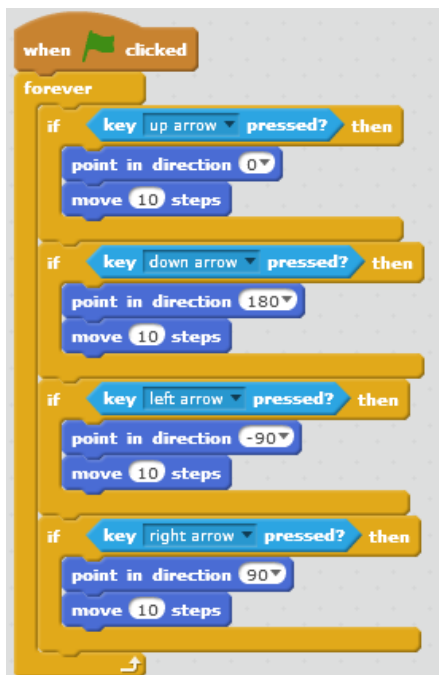 when clicked
forever
if key up arrow pressed? then
point in direction 0
move 10 steps
if key down arrow pressed? then
point in direction 180
move 10 steps
if key left arrow pressed? then
point in direction -90
move 10 steps
if key right arrow pressed? then
point in direction 90
move 10 steps